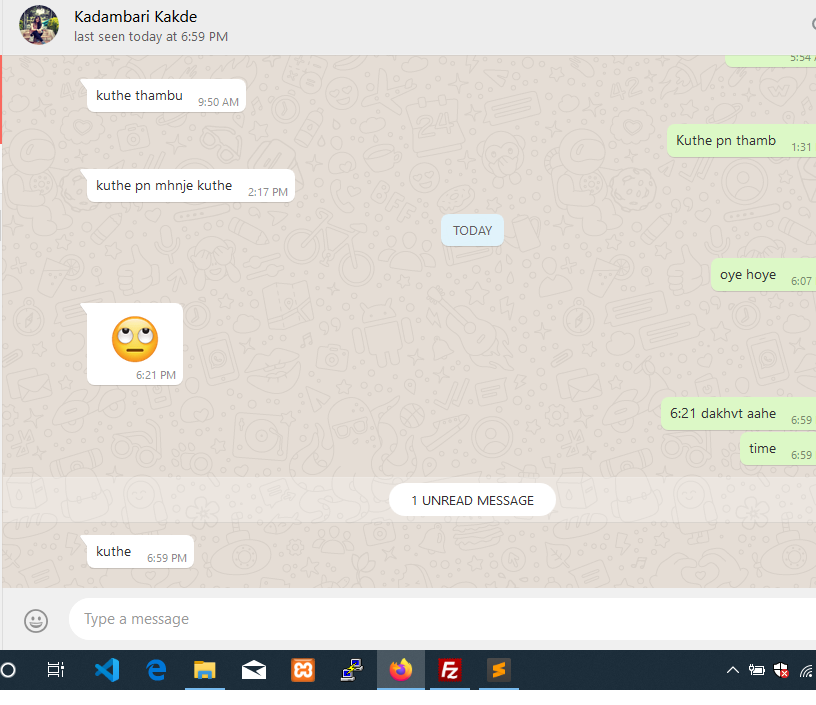 Kadambari Kakde
last seen today at 6:59 PM
kuthe thambu 9:50 AM
Kuthe pn thamb 1:31
kuthe pn mhnje kuthe 2:17 PM
TODAY
oye hoye 6:07
6:21 PM
6:21 dakhvt aahe 6:59
time 6:59
1 UNREAD MESSAGE
kuthe 6:59 PM
Type a message